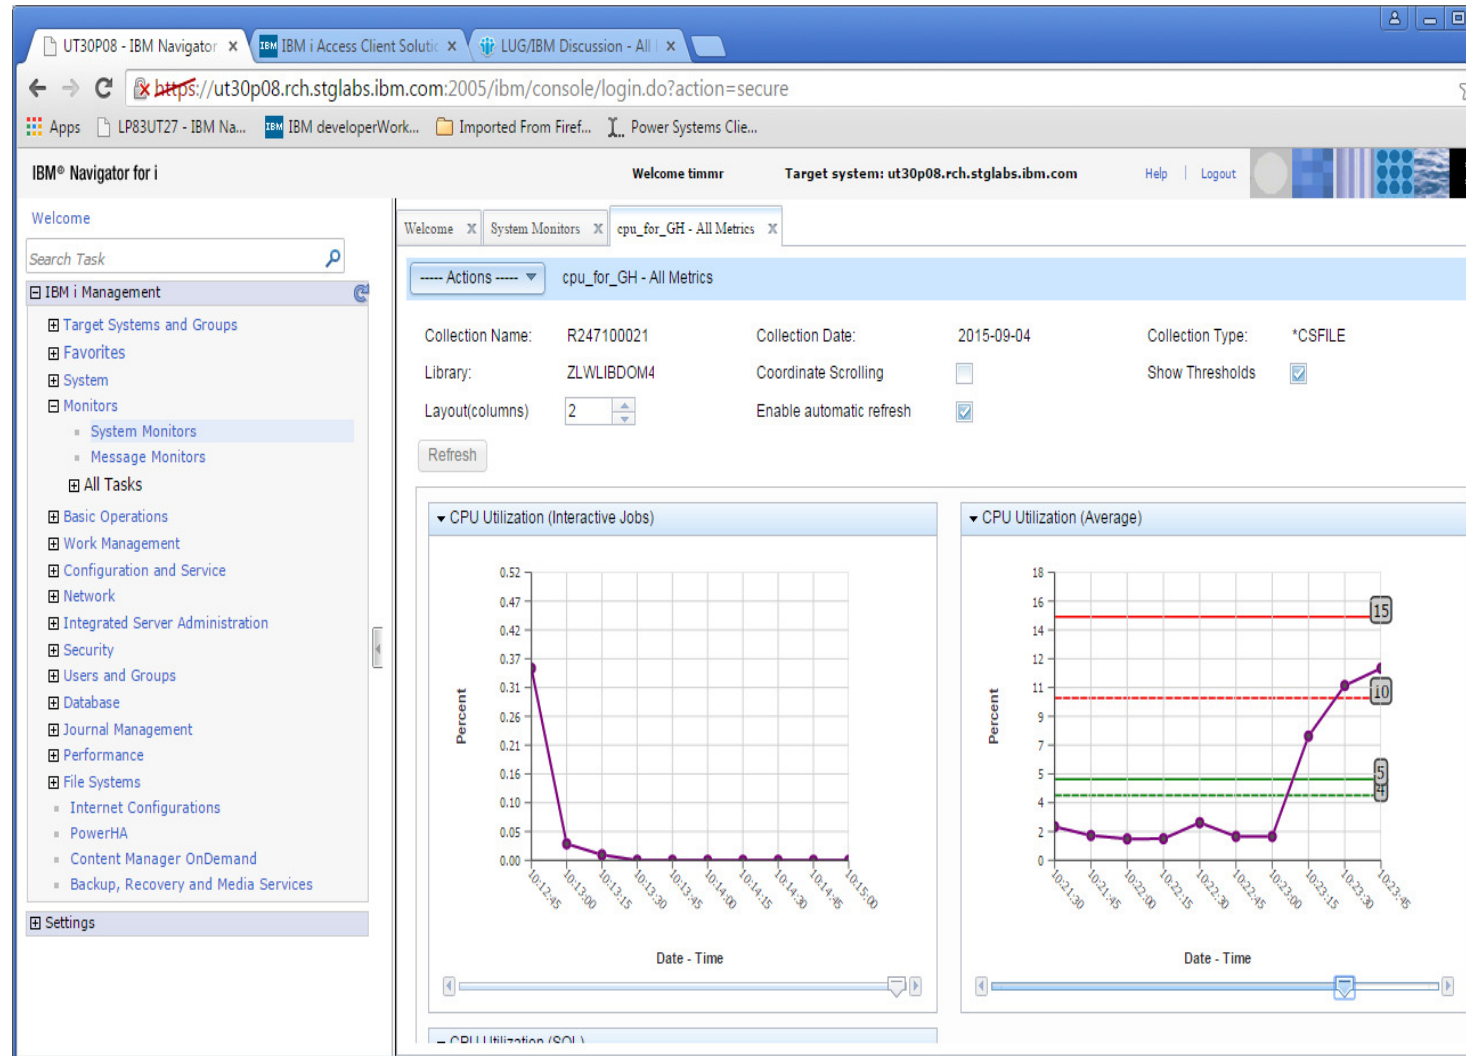 UT30P08 - IBM Navigator x IBM IBM i Access Client Solutic x LUG/IBM Discussion - All x
https://ut30p08.rch.stglabs.ibm.com:2005/ibm/console/login.do?action=secure
Apps LP83UT27 - IBM Na... IBM IBM developerWork... Imported From Firef... Power Systems Clie...
IBM® Navigator for i Welcome timmr Target system: ut30p08.rch.stglabs.ibm.com Help | Logout
Welcome
Search Task
IBM i Management
Target Systems and Groups
Favorites
System
Monitors
System Monitors
Message Monitors
All Tasks
Basic Operations
Work Management
Configuration and Service
Network
Integrated Server Administration
Security
Users and Groups
Database
Journal Management
Performance
File Systems
Internet Configurations
PowerHA
Content Manager OnDemand
Backup, Recovery and Media Services
Settings
Welcome X System Monitors X cpu_for_GH - All Metrics X
----- Actions ----- cpu_for_GH - All Metrics
Collection Name: R247100021 Collection Date: 2015-09-04 Collection Type: *CSFILE
Library: ZLWLIBDOM4 Coordinate Scrolling Show Thresholds
Layout(columns) 2 Enable automatic refresh
Refresh
CPU Utilization (Interactive Jobs)
0.52
0.47
0.42
0.37
0.31
0.26
0.21
0.16
0.10
0.05
0.00
Percent
10:12:45 10:13:00 10:13:15 10:13:30 10:13:45 10:14:00 10:14:15 10:14:30 10:14:45 10:15:00
Date - Time
CPU Utilization (Average)
18
16
14
12
11
9
7
5
4
2
0
Percent
15
10
5
4
10:21:30 10:21:45 10:22:00 10:22:15 10:22:30 10:22:45 10:23:00 10:23:15 10:23:30 10:23:45
Date - Time
CPU Utilization (SQL)